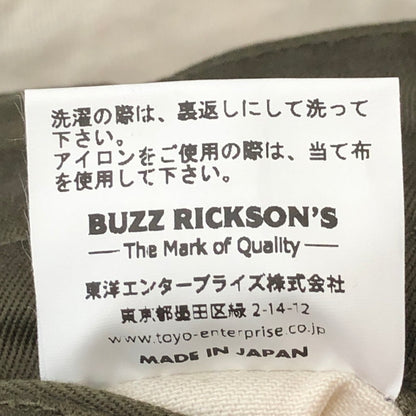 洗濯の際は、裏返しにして洗って
下さい。
アイロンをご使用の際は、当て布
を使用して下さい。
BUZZ RICKSON'S
The Mark of Quality
東洋エンタープライズ株式会社
東京都墨田区緑 2-14-12
www.toyo-enterprise.co.jp
MADE IN JAPAN